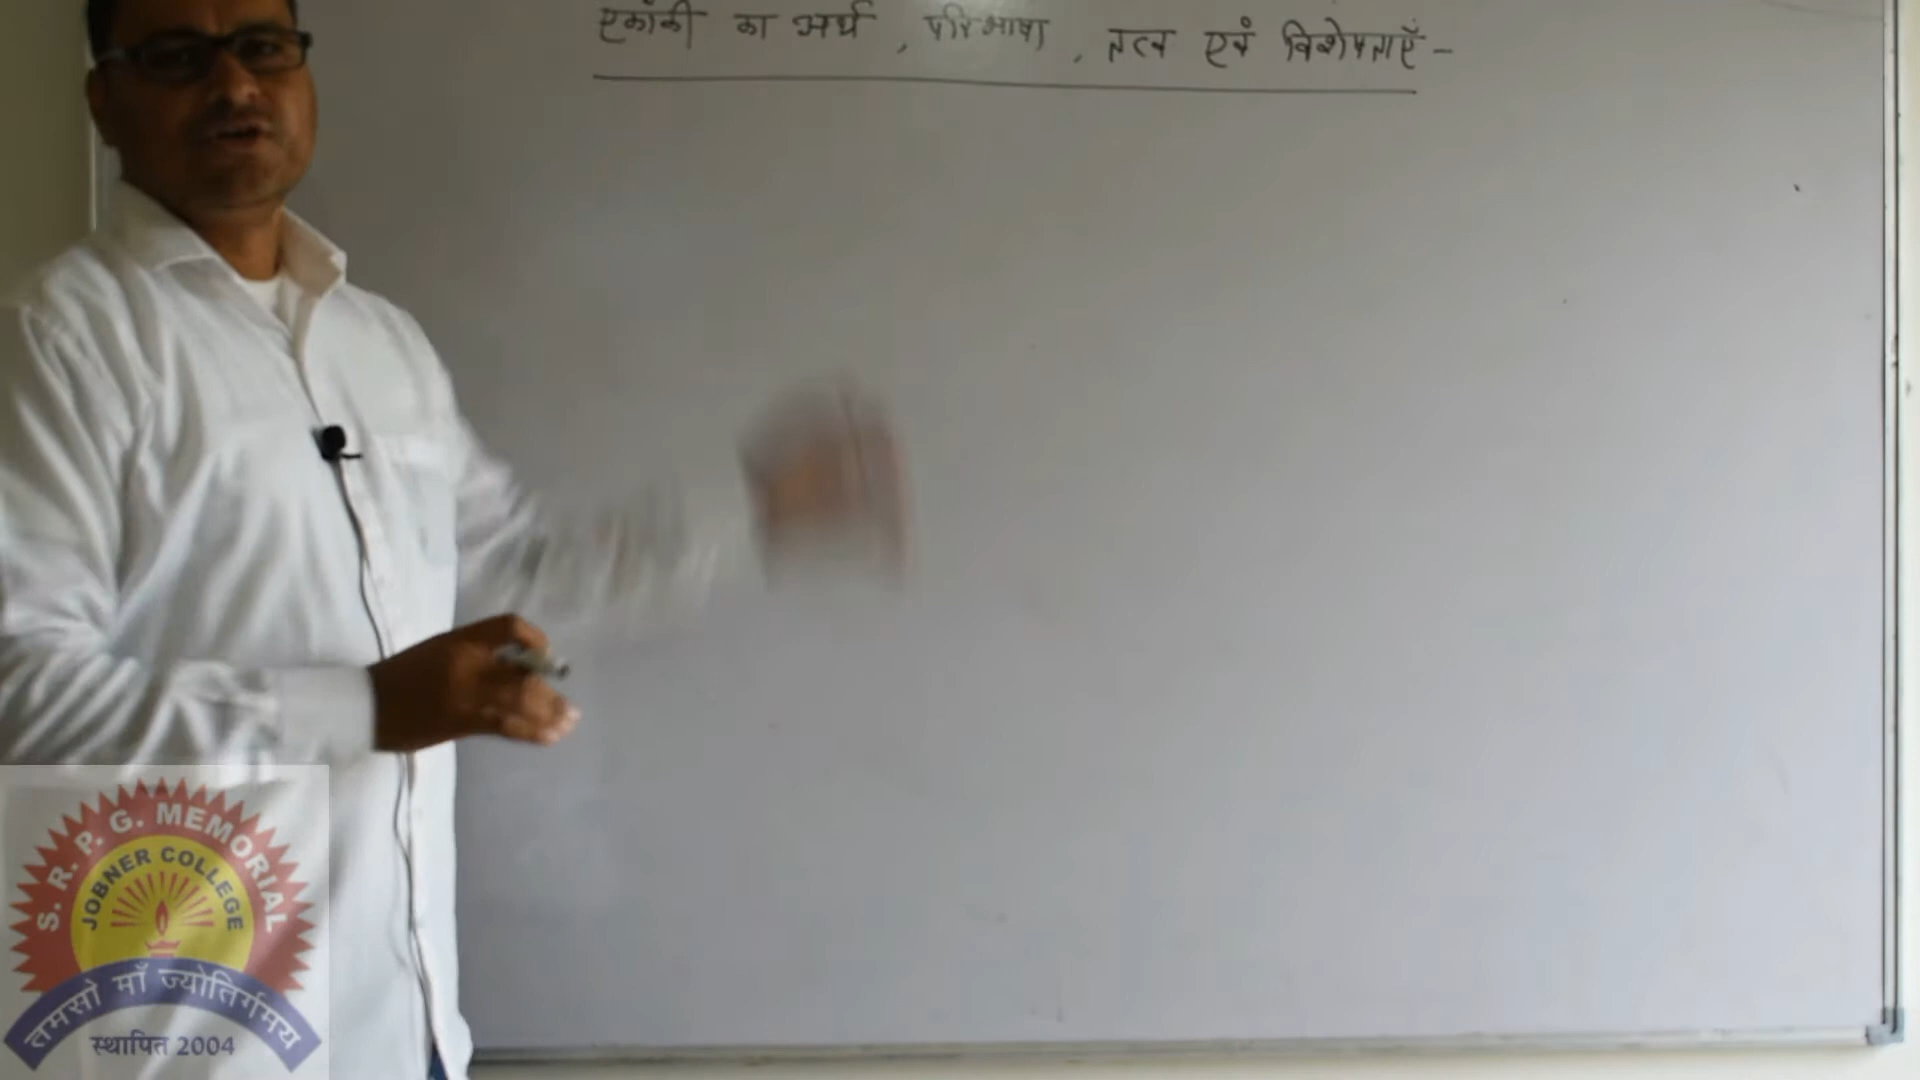 एकांकी का अर्थ , परिभाषा , तत्व एवं विशेषताएँ -
S. R. P. G. MEMORIAL
JOBNER COLLEGE
तमसो माँ ज्योतिर्गमय
स्थापित 2004